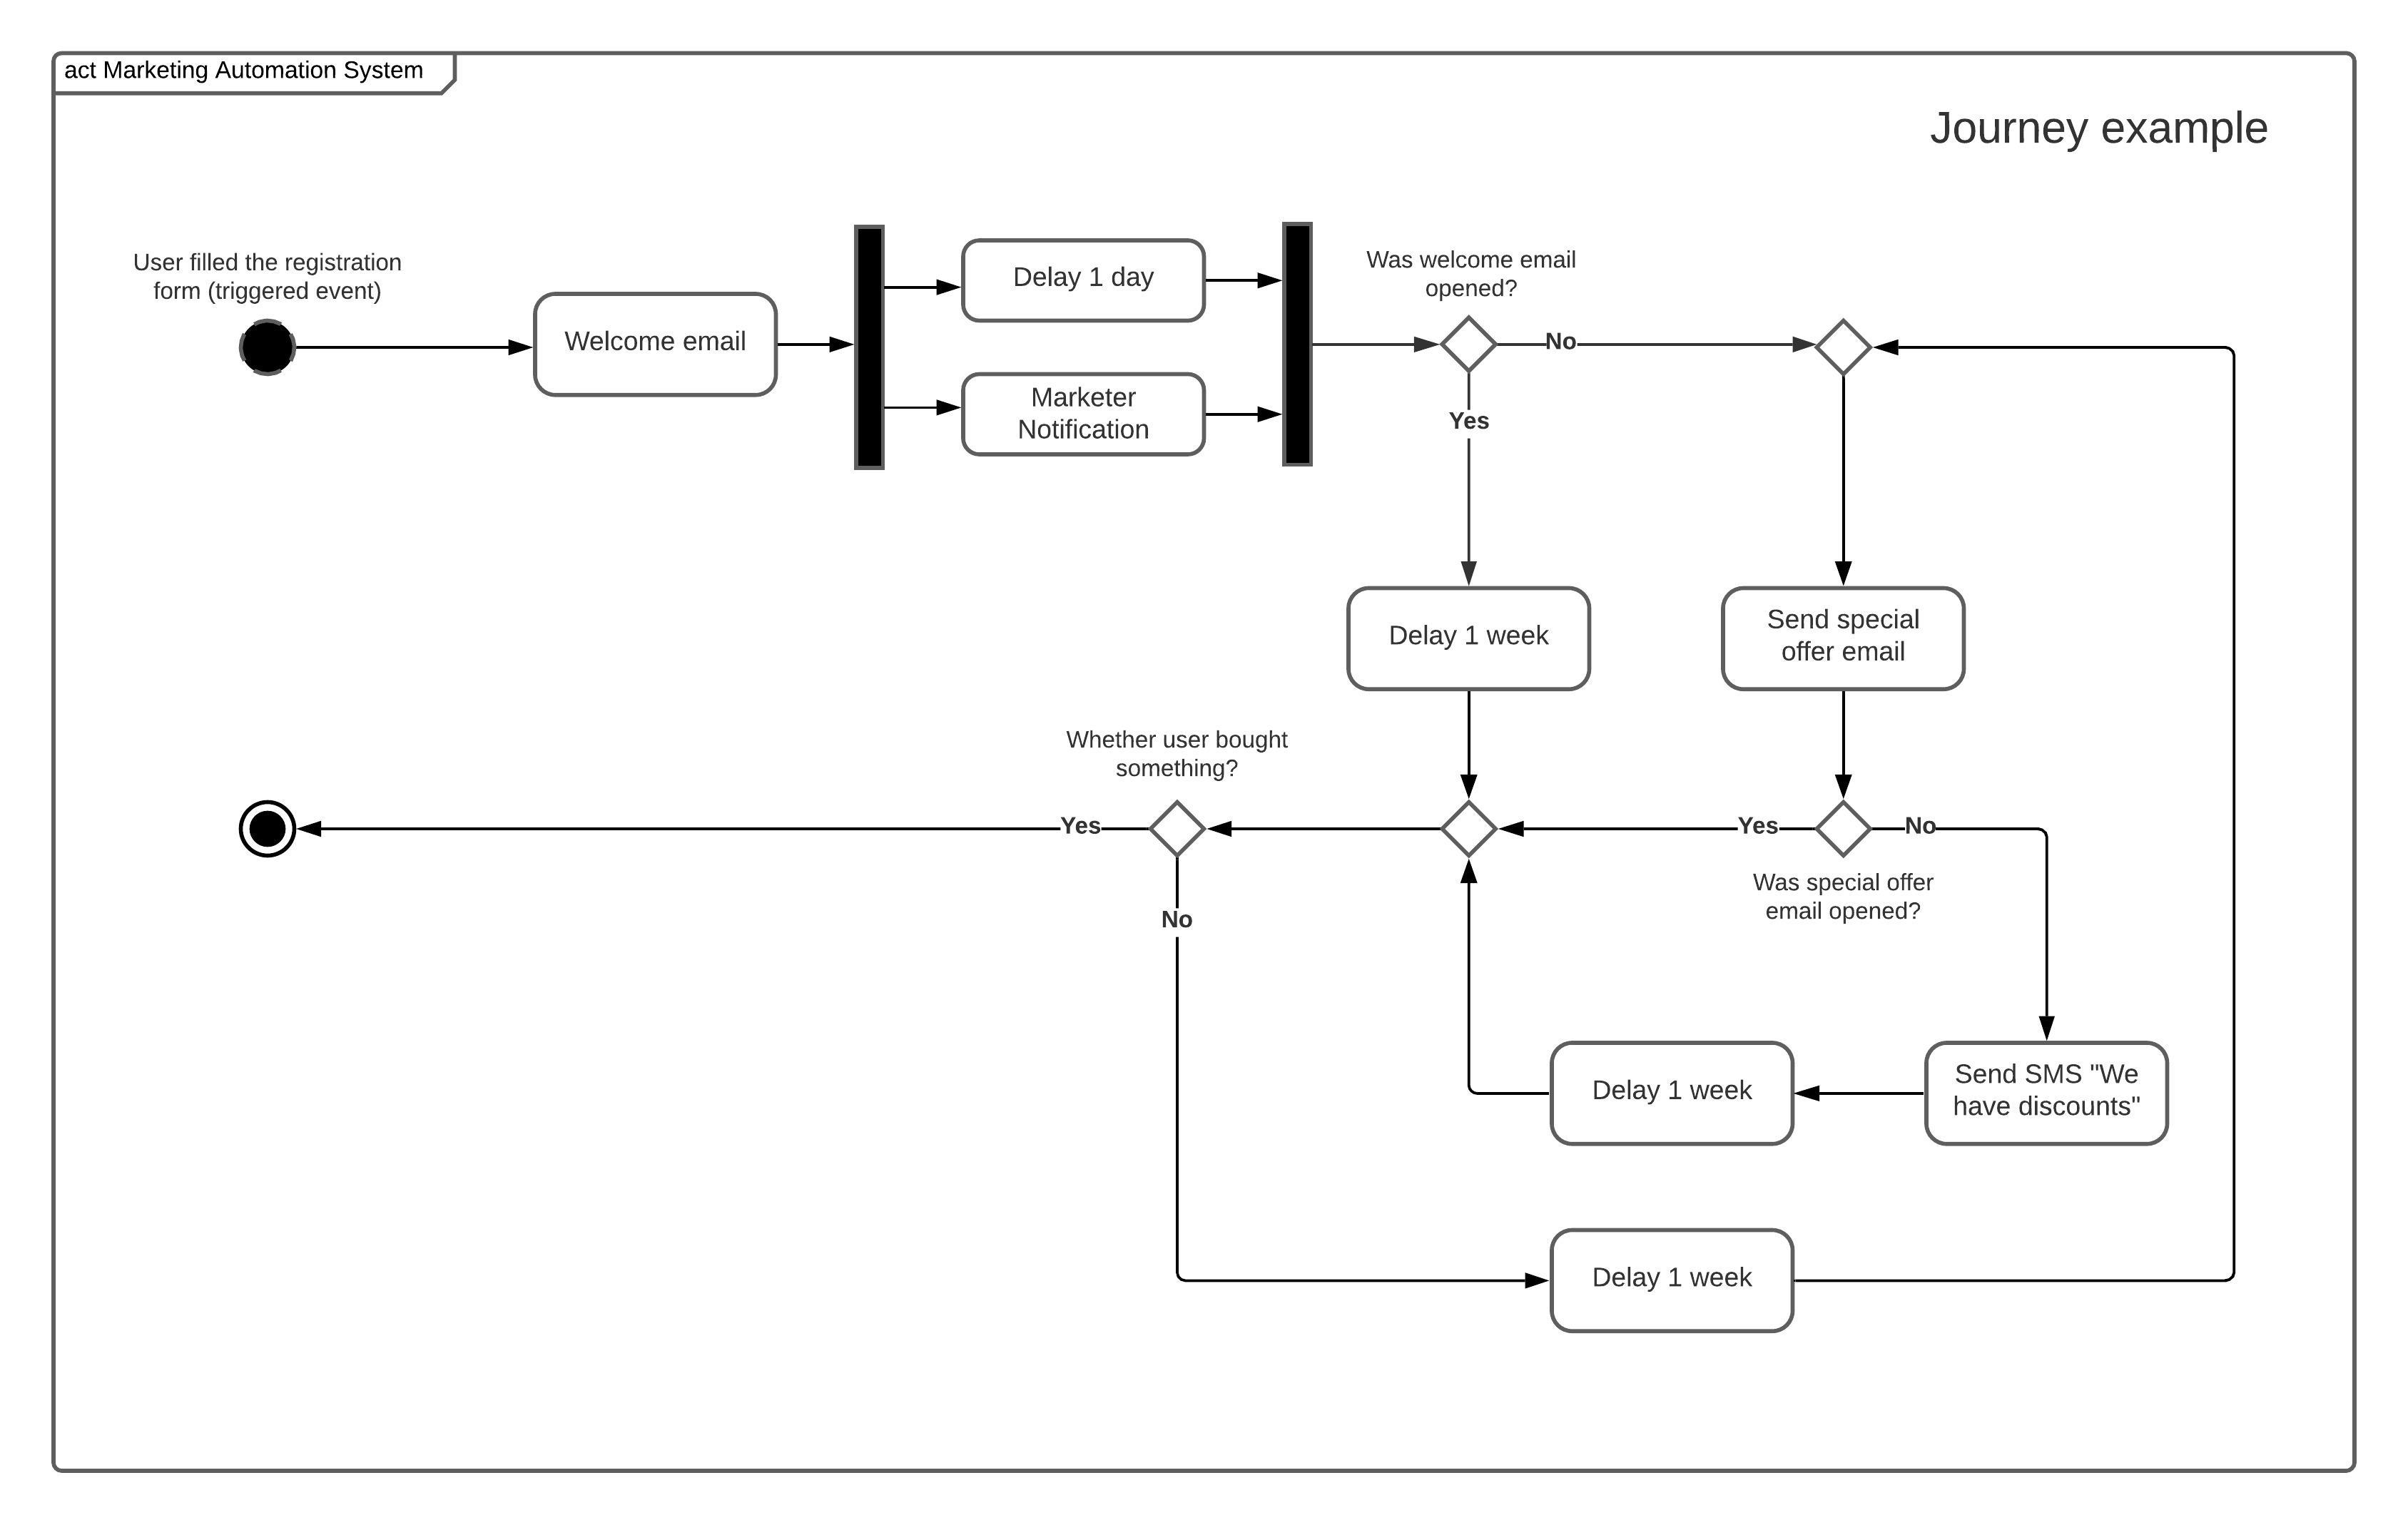 act Marketing Automation System
Journey example
User filled the registration
form (triggered event)
Welcome email
Delay 1 day
Marketer
Notification
Was welcome email
opened?
No
Yes
Delay 1 week
Send special
offer email
Whether user bought
something?
Yes
No
Yes
No
Was special offer
email opened?
Delay 1 week
Send SMS "We
have discounts"
Delay 1 week